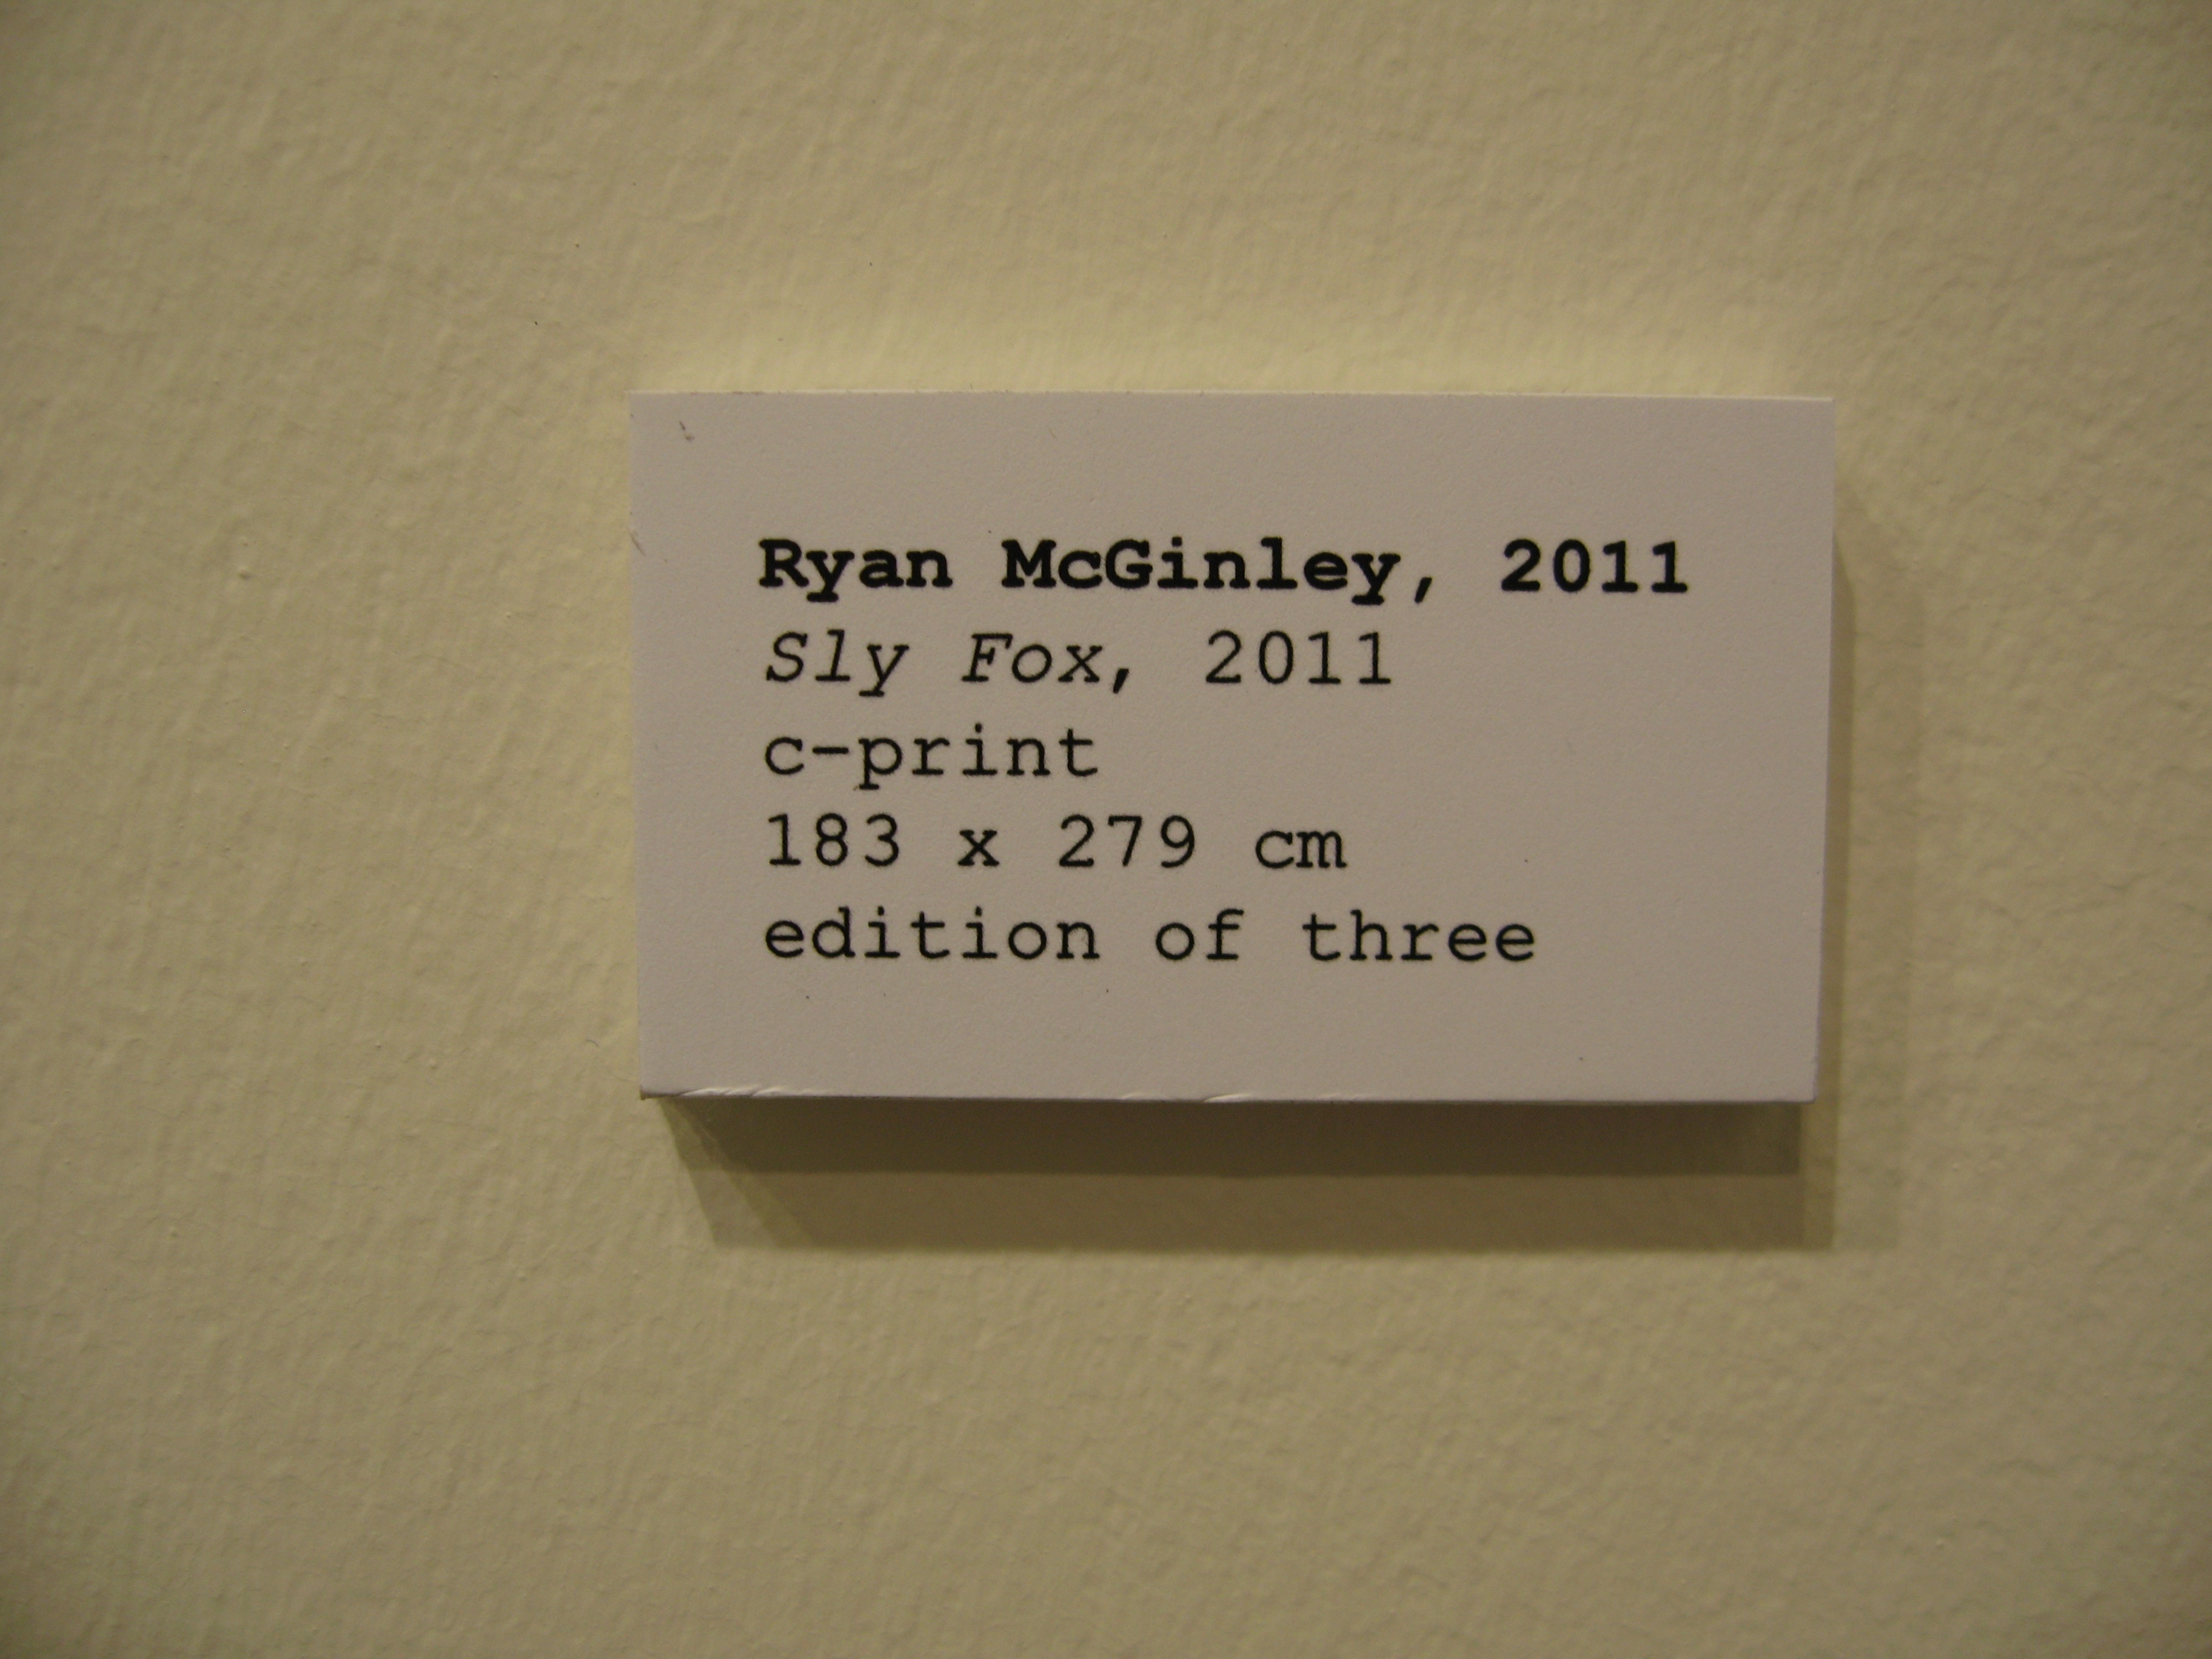 Ryan McGinley, 2011
Sly Fox, 2011
c-print
183 x 279 cm
edition of three